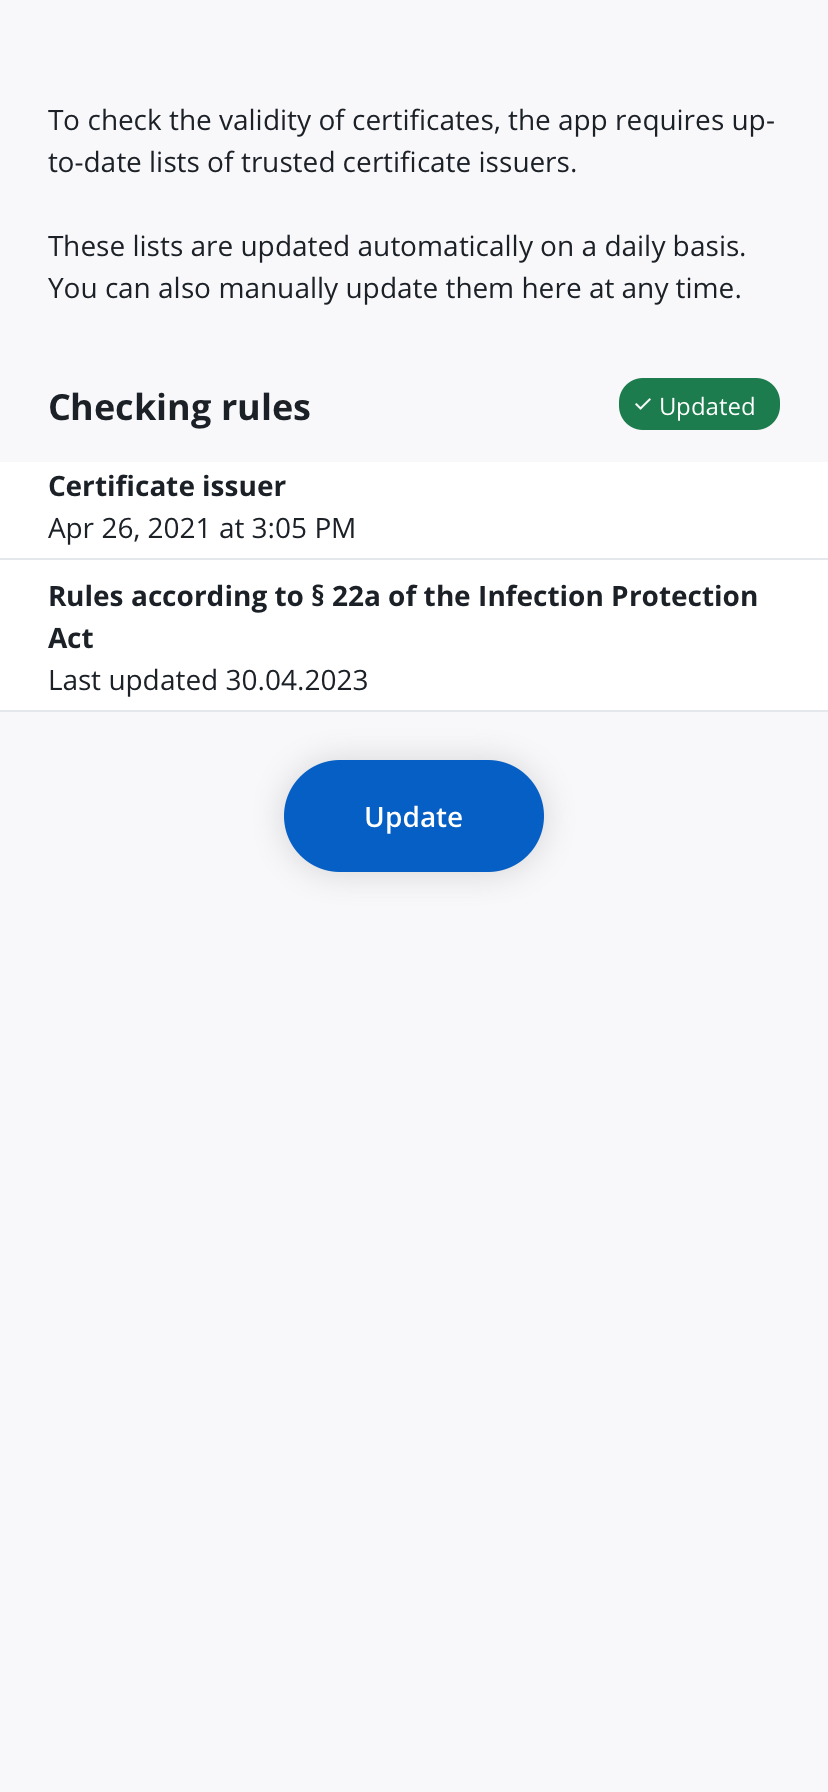 To check the validity of certificates, the app requires up-
to-date lists of trusted certificate issuers.
These lists are updated automatically on a daily basis.
You can also manually update them here at any time.
Checking rules
Updated
Certificate issuer
Apr 26, 2021 at 3:05 PM
Rules according to § 22a of the Infection Protection
Act
Last updated 30.04.2023
Update